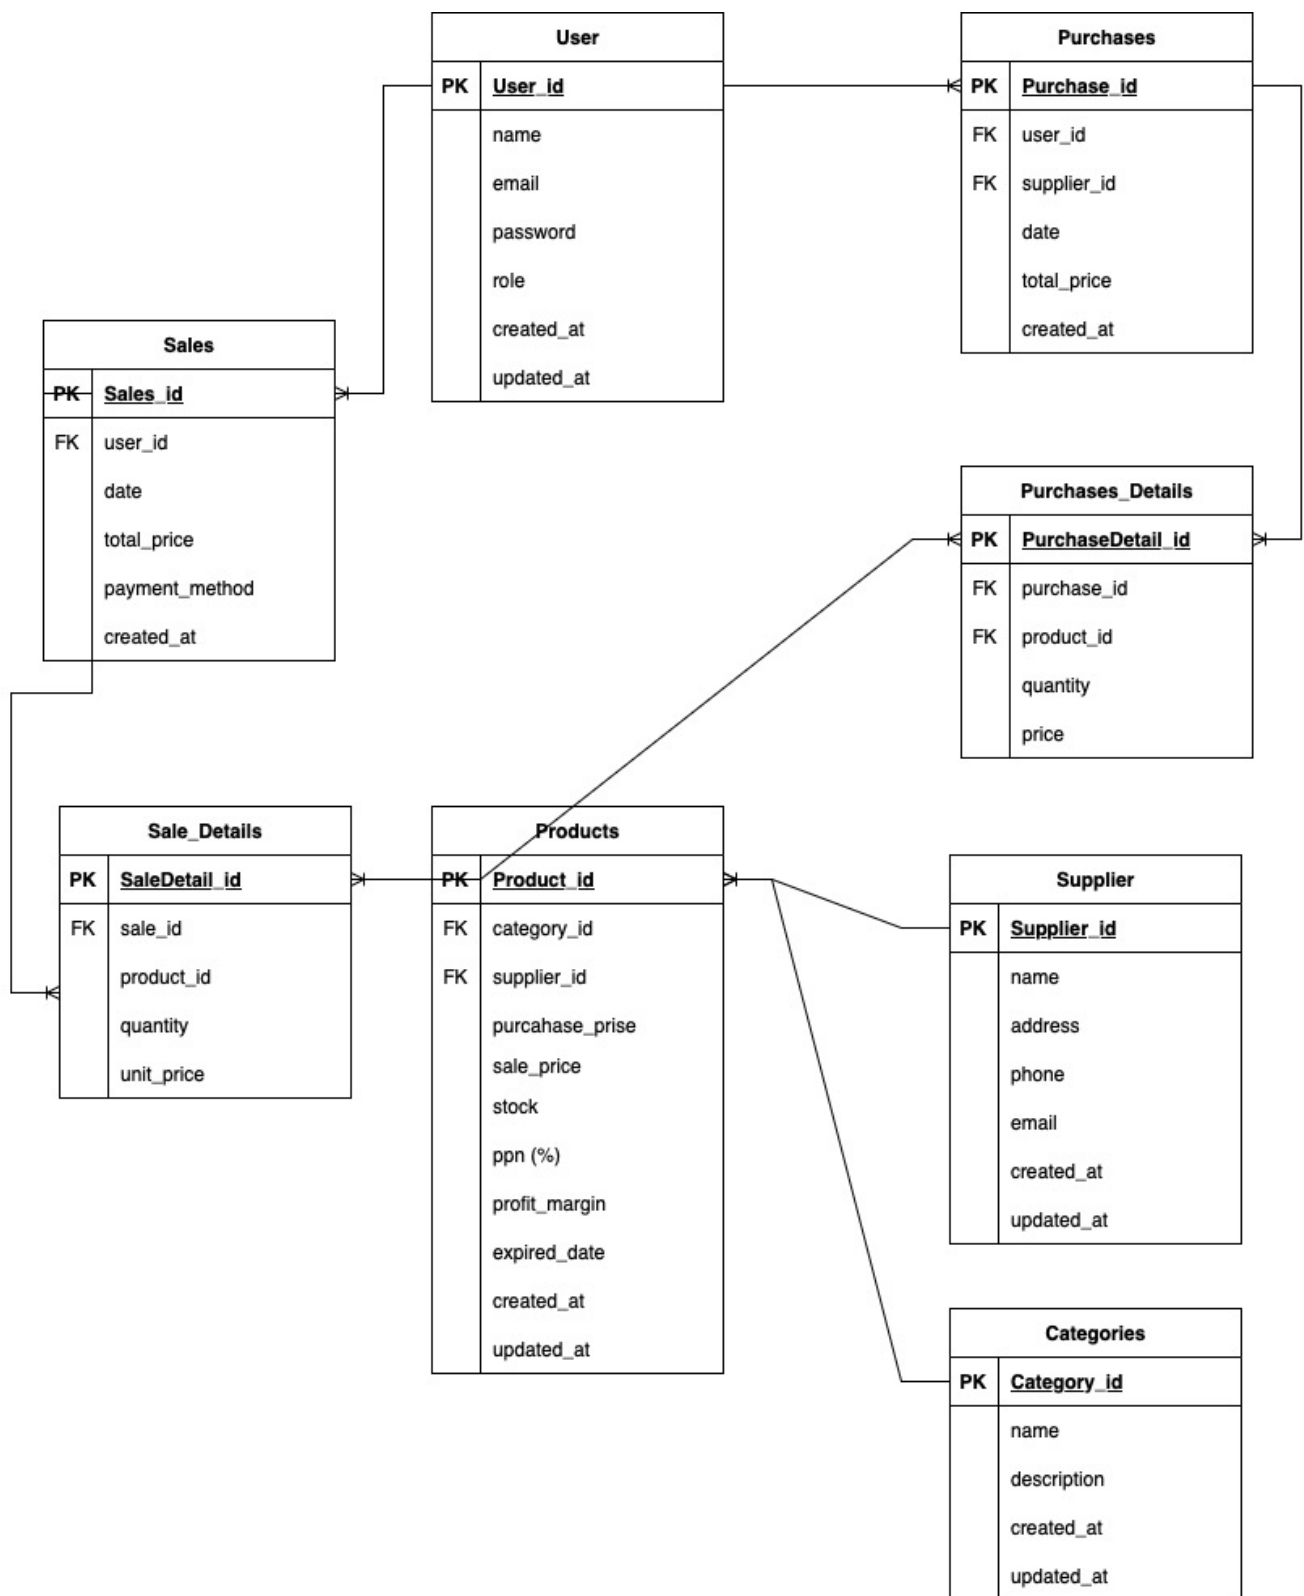 User
PK User_id
name
email
password
role
created_at
updated_at
Purchases
PK Purchase_id
FK user_id
FK supplier_id
date
total_price
created_at
Sales
PK Sales_id
FK user_id
date
total_price
payment_method
created_at
Purchases_Details
PK PurchaseDetail_id
FK purchase_id
FK product_id
quantity
price
Sale_Details
PK SaleDetail_id
FK sale_id
product_id
quantity
unit_price
Products
PK Product_id
FK category_id
FK supplier_id
purcahase_prise
sale_price
stock
ppn (%)
profit_margin
expired_date
created_at
updated_at
Supplier
PK Supplier_id
name
address
phone
email
created_at
updated_at
Categories
PK Category_id
name
description
created_at
updated_at